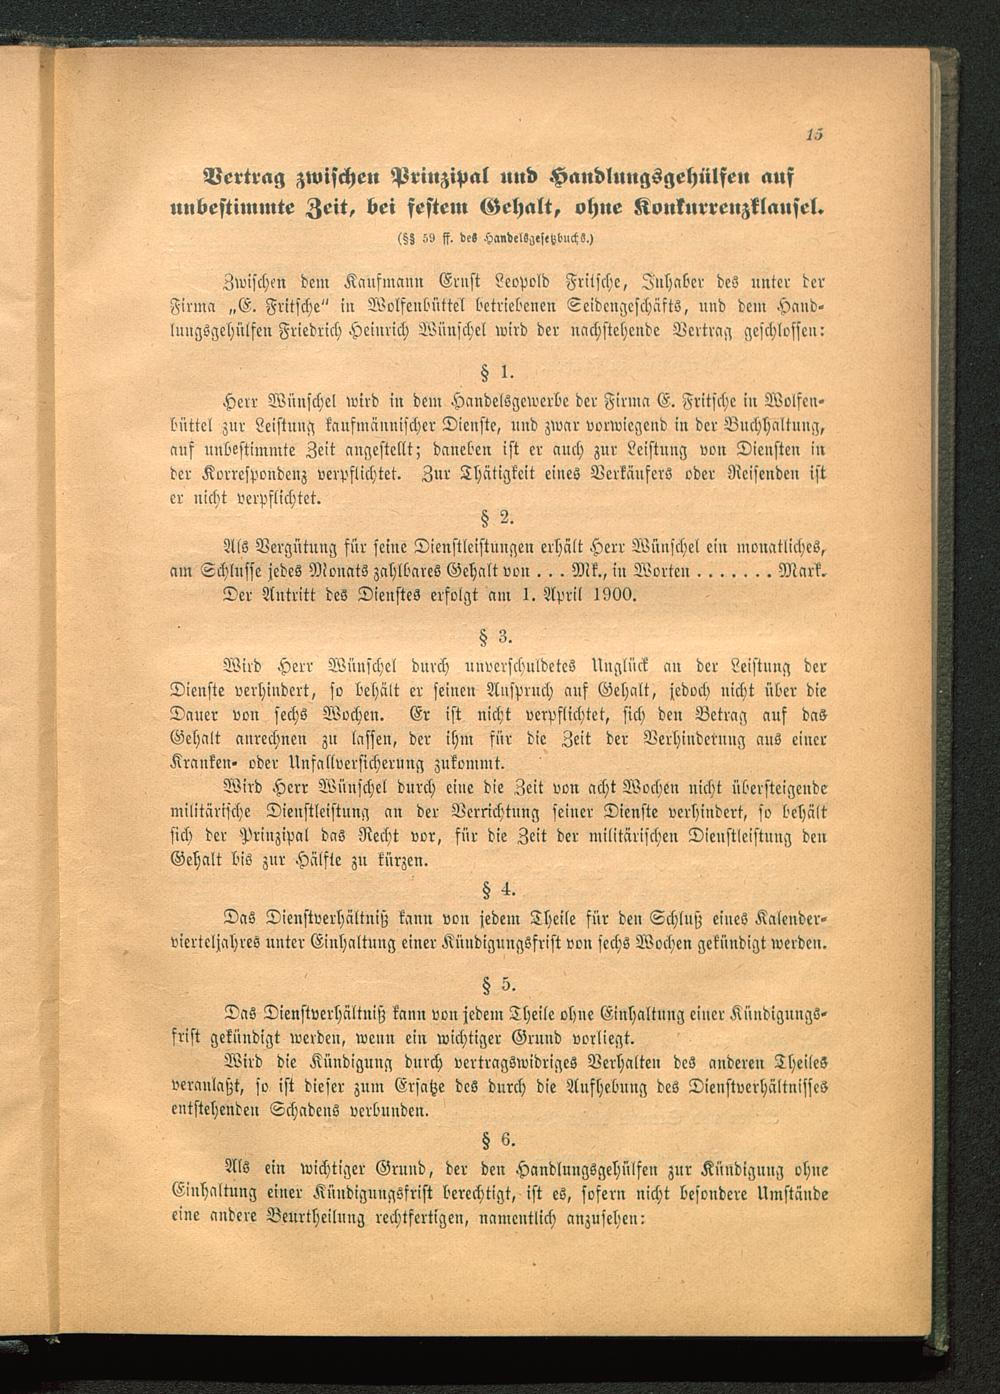 15
Vertrag zwischen Prinzipal und Handlungsgehülfen auf
unbestimmte Zeit, bei festem Gehalt, ohne Konkurrenzklausel.
(§§ 59 ff. des Handelsgesetzbuchs.)
Zwischen dem Kaufmann Ernst Leopold Fritsche, Inhaber des unter der
Firma „E. Fritsche“ in Wolfenbüttel betriebenen Seidengeschäfts, und dem Hand-
lungsgehülfen Friedrich Heinrich Wünschel wird der nachstehende Vertrag geschlossen:
§ 1.
Herr Wünschel wird in dem Handelsgewerbe der Firma E. Fritsche in Wolfen-
büttel zur Leistung kaufmännischer Dienste, und zwar vorwiegend in der Buchhaltung,
auf unbestimmte Zeit angestellt; daneben ist er auch zur Leistung von Diensten in
der Korrespondenz verpflichtet. Zur Thätigkeit eines Verkäufers oder Reisenden ist
er nicht verpflichtet.
§ 2.
Als Vergütung für seine Dienstleistungen erhält Herr Wünschel ein monatliches,
am Schlusse jedes Monats zahlbares Gehalt von . . . Mk., in Worten . . . . . . . Mark.
Der Antritt des Dienstes erfolgt am 1. April 1900.
§ 3.
Wird Herr Wünschel durch unverschuldetes Unglück an der Leistung der
Dienste verhindert, so behält er seinen Anspruch auf Gehalt, jedoch nicht über die
Dauer von sechs Wochen. Er ist nicht verpflichtet, sich den Betrag auf das
Gehalt anrechnen zu lassen, der ihm für die Zeit der Verhinderung aus einer
Kranken- oder Unfallversicherung zukommt.
Wird Herr Wünschel durch eine die Zeit von acht Wochen nicht übersteigende
militärische Dienstleistung an der Verrichtung seiner Dienste verhindert, so behält
sich der Prinzipal das Recht vor, für die Zeit der militärischen Dienstleistung den
Gehalt bis zur Hälfte zu kürzen.
§ 4.
Das Dienstverhältniß kann von jedem Theile für den Schluß eines Kalender-
vierteljahres unter Einhaltung einer Kündigungsfrist von sechs Wochen gekündigt werden.
§ 5.
Das Dienstverhältniß kann von jedem Theile ohne Einhaltung einer Kündigungs-
frist gekündigt werden, wenn ein wichtiger Grund vorliegt.
Wird die Kündigung durch vertragswidriges Verhalten des anderen Theiles
veranlaßt, so ist dieser zum Ersatze des durch die Aufhebung des Dienstverhältnisses
entstehenden Schadens verbunden.
§ 6.
Als ein wichtiger Grund, der den Handlungsgehülfen zur Kündigung ohne
Einhaltung einer Kündigungsfrist berechtigt, ist es, sofern nicht besondere Umstände
eine andere Beurtheilung rechtfertigen, namentlich anzusehen: